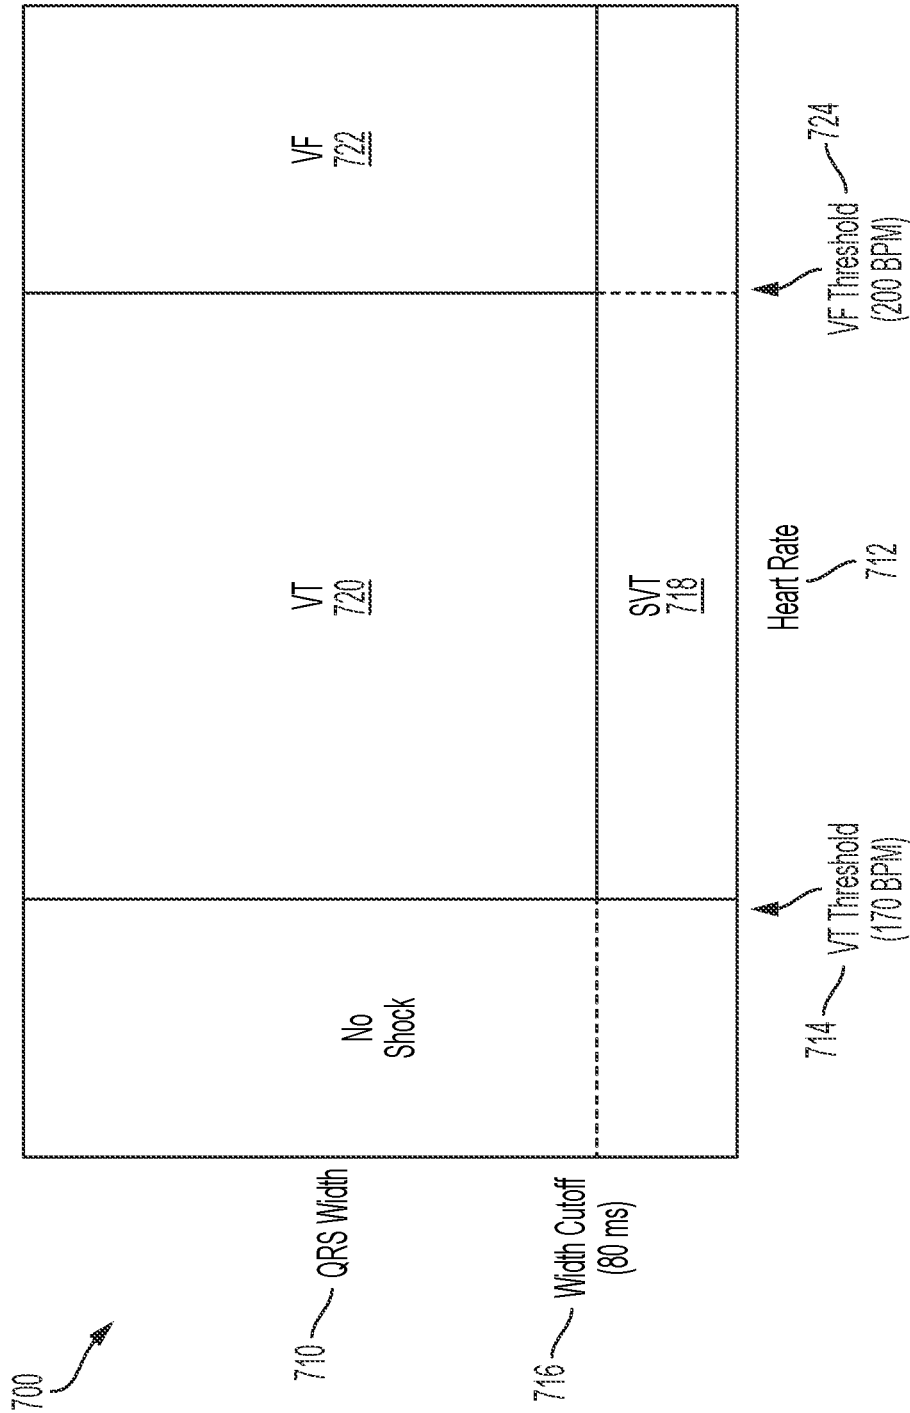 700
710
QRS Width
716
Width Cutoff
(80 ms)
No
Shock
VT
720
VF
722
SVT
718
714
VT Threshold
(170 BPM)
Heart Rate
712
VF Threshold
(200 BPM)
724